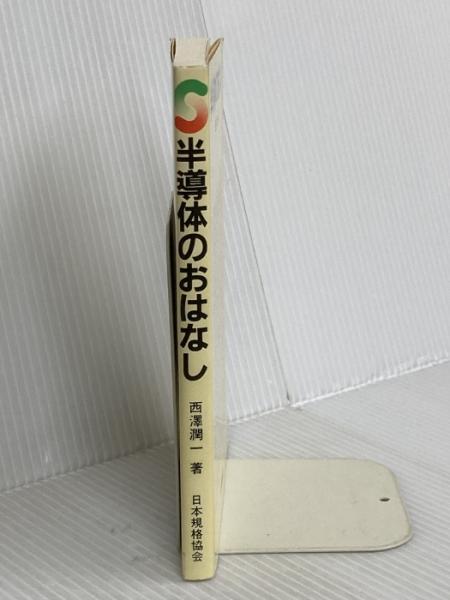 半導体のおはなし
西澤潤一 著
日本規格協会